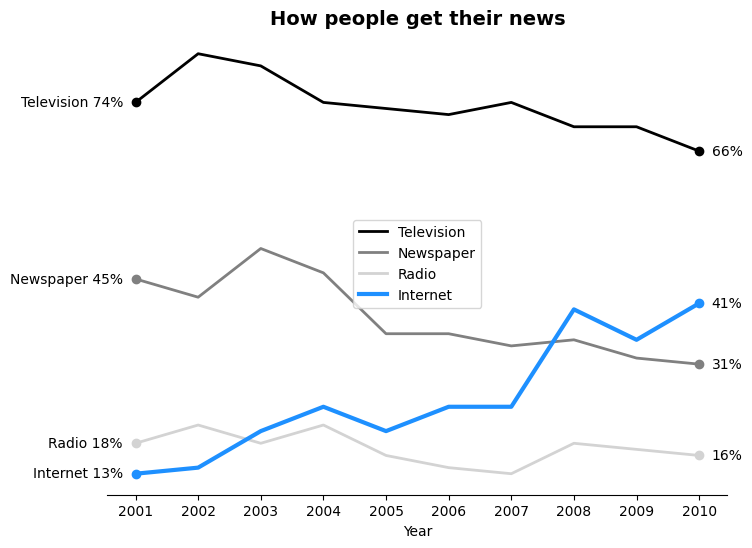 How people get their news
Television 74%
66%
Television
Newspaper
Radio
Internet
Newspaper 45%
41%
31%
Radio 18%
16%
Internet 13%
2001 2002 2003 2004 2005 2006 2007 2008 2009 2010
Year